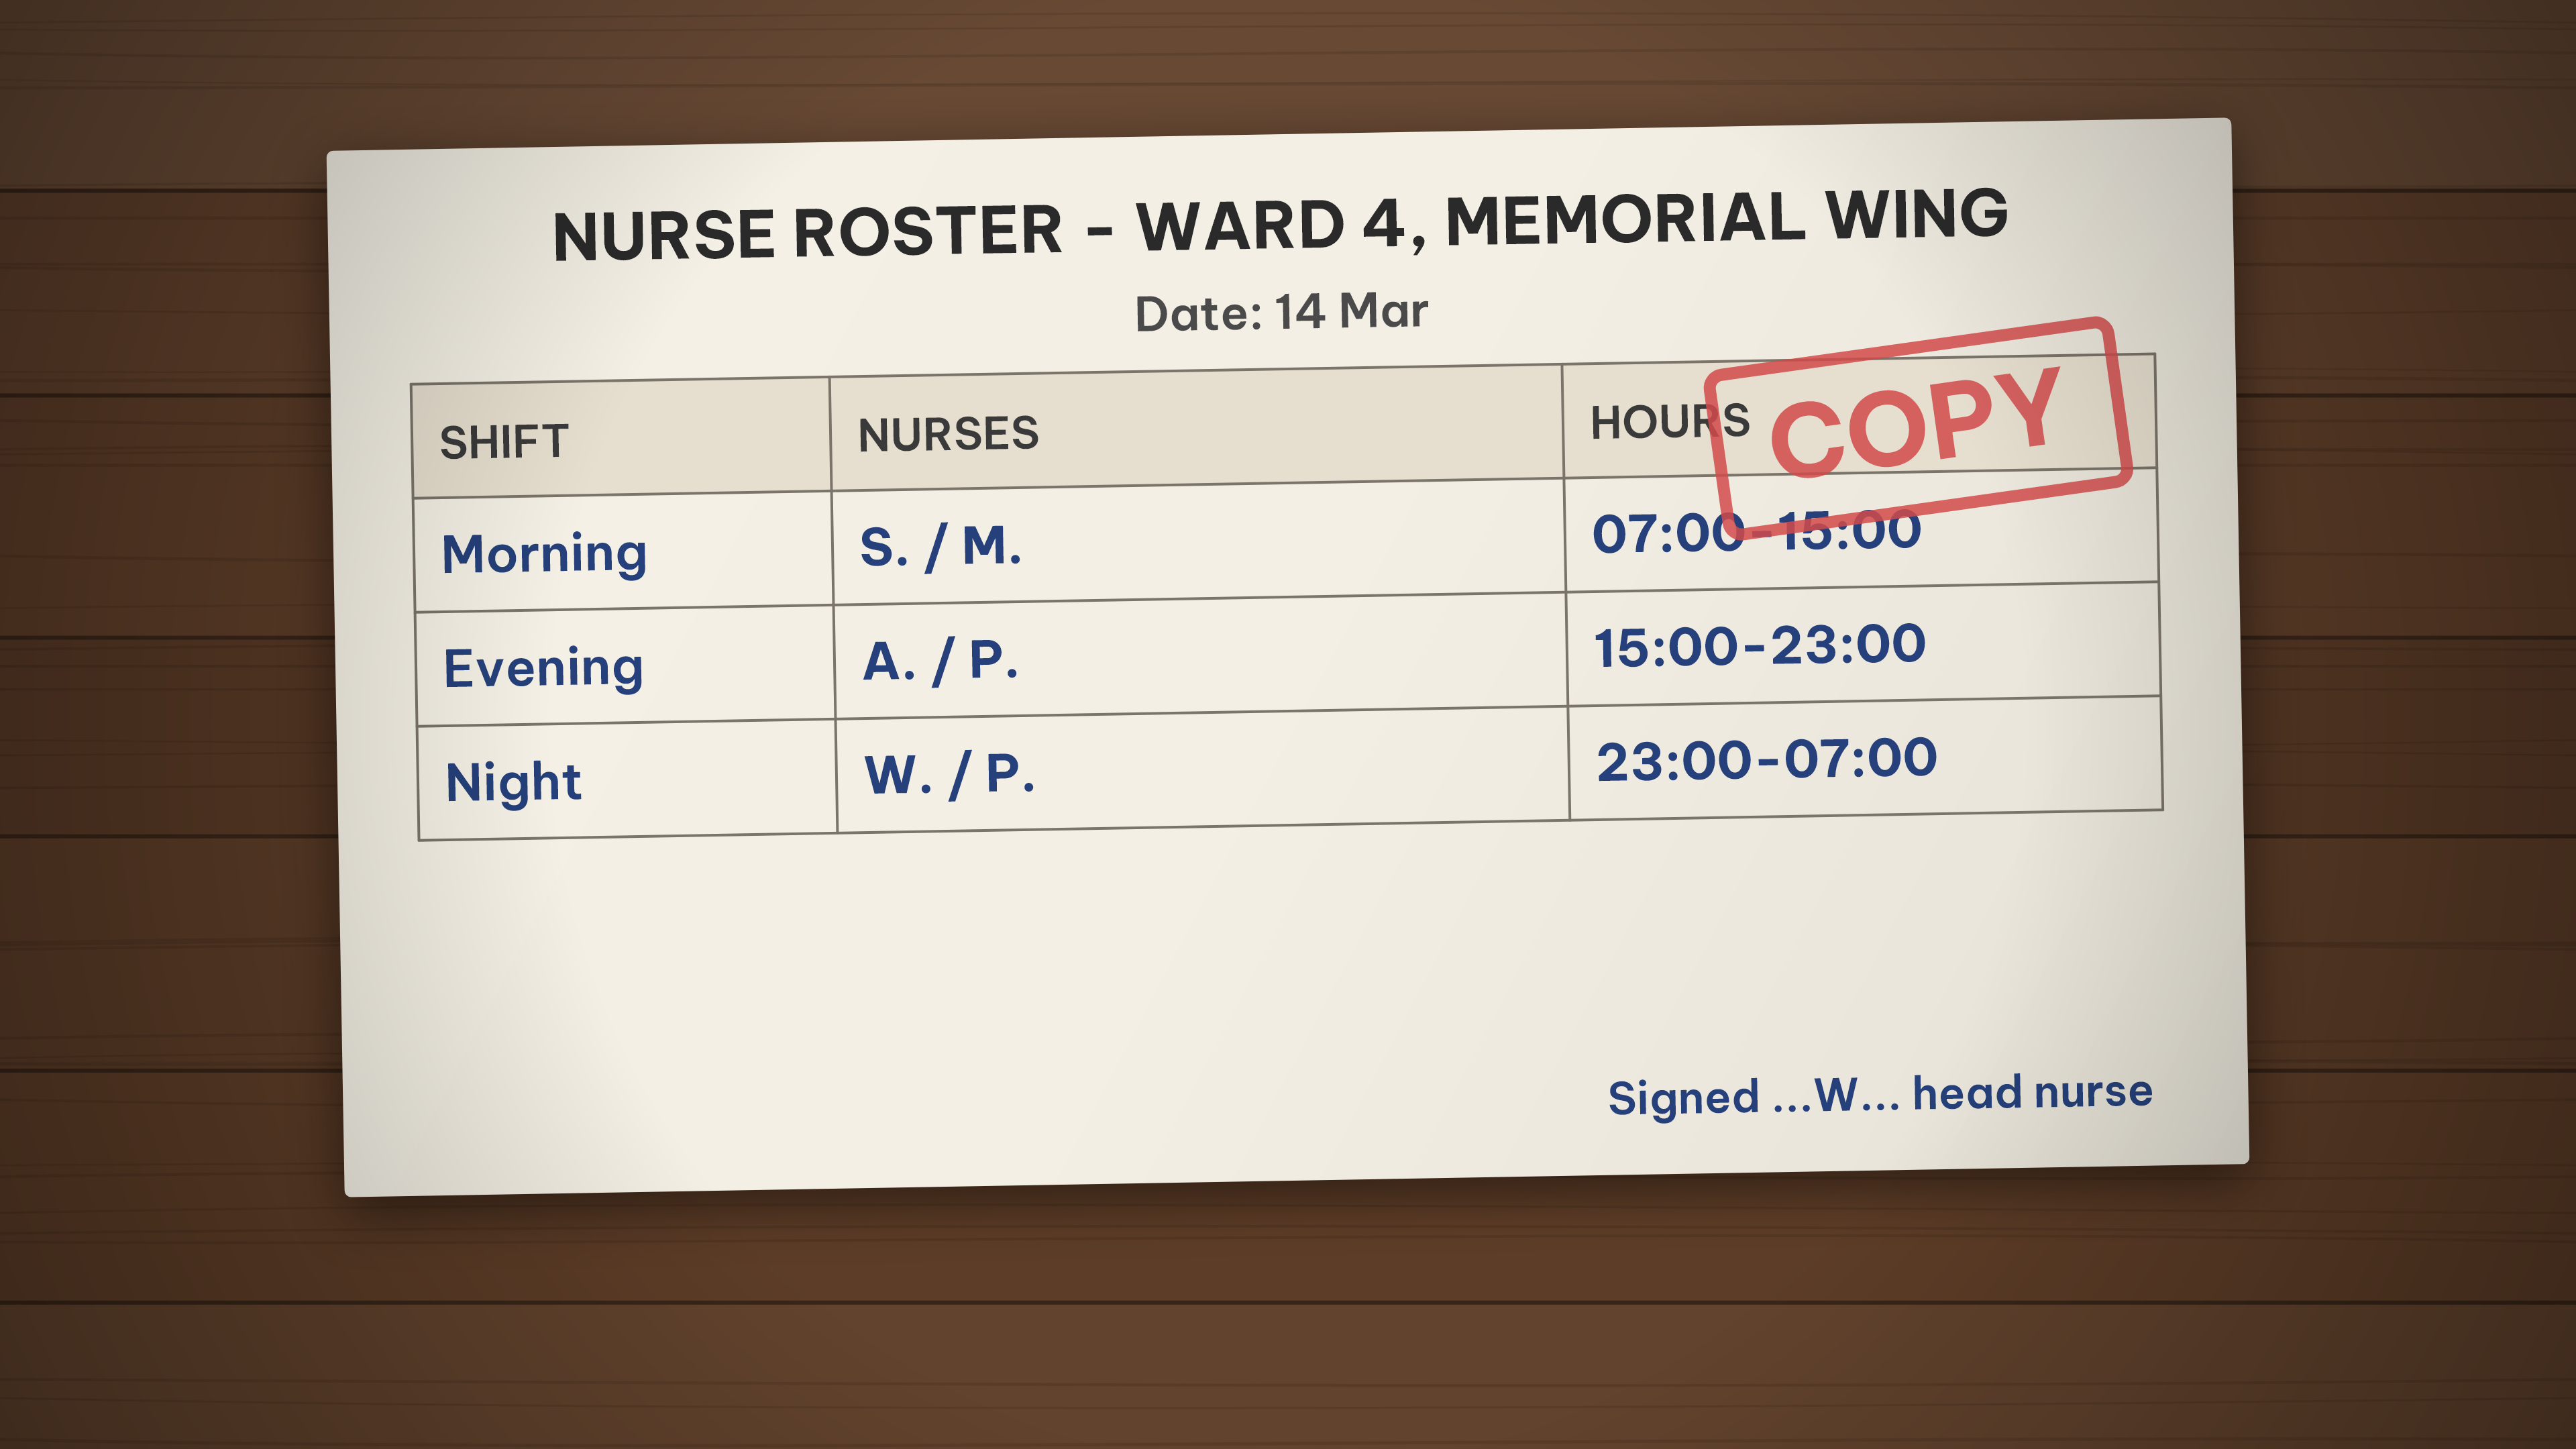 NURSE ROSTER - WARD 4, MEMORIAL WING
Date: 14 Mar
SHIFT NURSES HOURS
COPY
Morning S. / M. 07:00-15:00
Evening A. / P. 15:00-23:00
Night W. / P. 23:00-07:00
Signed ...W... head nurse